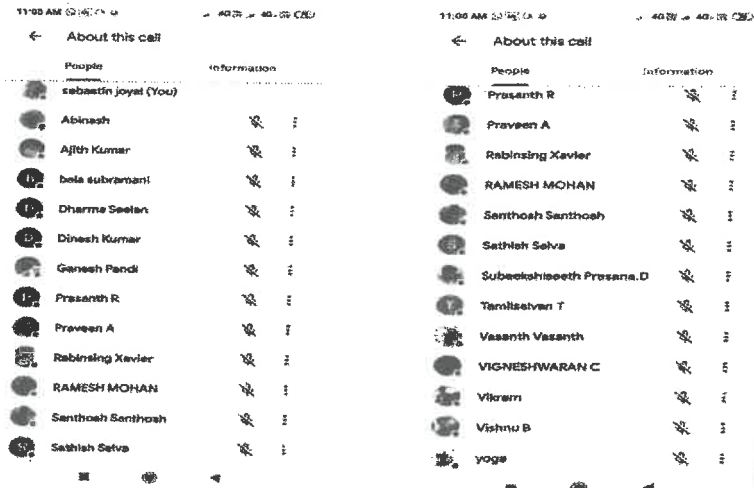 11:00 AM
About this call
People Information
sebastin joyal (You)
Abinash
Ajith Kumar
bala subramani
Dharma Seelan
Dinesh Kumar
Ganesh Pandi
Prasanth R
Praveen A
Rabinsing Xavier
RAMESH MOHAN
Santhosh Santhosh
Sathish Selva
11:00 AM
About this call
People Information
Prasanth R
Praveen A
Rabinsing Xavier
RAMESH MOHAN
Santhosh Santhosh
Sathish Selva
Subeekshiseeth Prasana.D
Tamilselvan T
Vasanth Vasanth
VIGNESHWARAN C
Vikram
Vishnu B
yoga